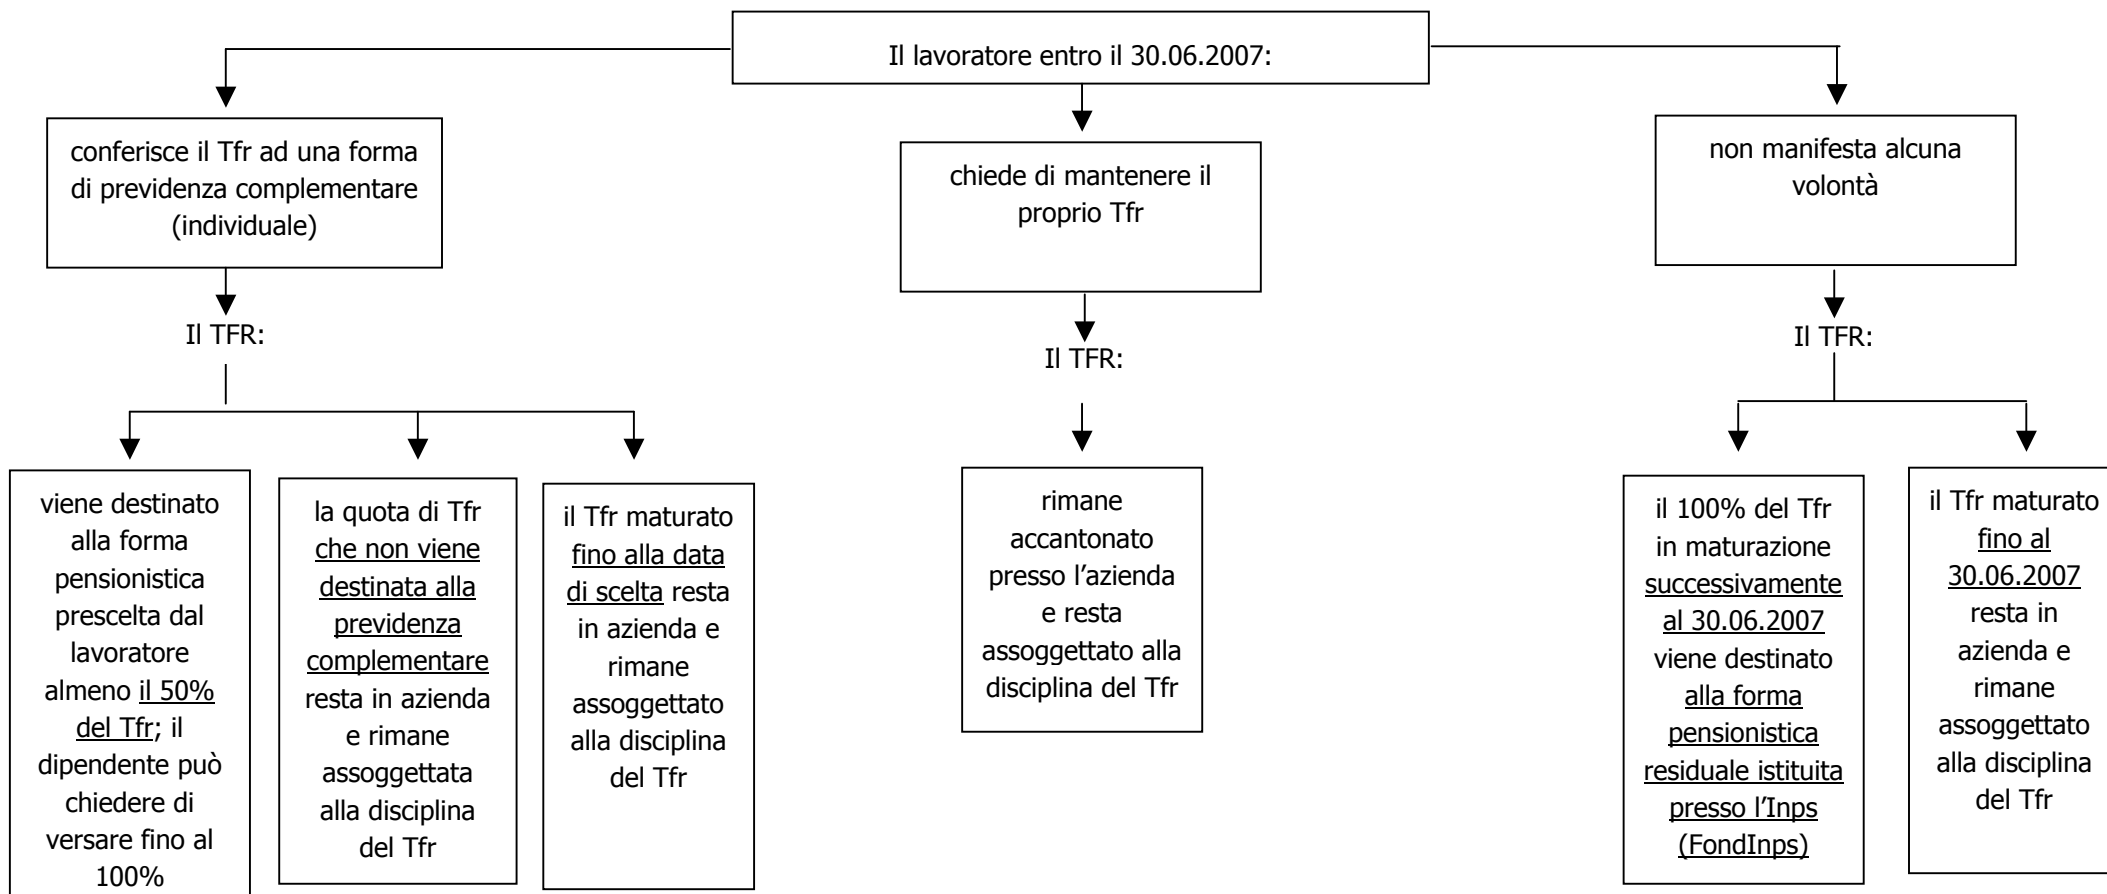 Il lavoratore entro il 30.06.2007:
conferisce il Tfr ad una forma
di previdenza complementare
(individuale)
chiede di mantenere il
proprio Tfr
non manifesta alcuna
volontà
Il TFR:
Il TFR:
Il TFR:
viene destinato
alla forma
pensionistica
prescelta dal
lavoratore
almeno il 50%
del Tfr; il
dipendente può
chiedere di
versare fino al
100%
la quota di Tfr
che non viene
destinata alla
previdenza
complementare
resta in azienda
e rimane
assoggettata
alla disciplina
del Tfr
il Tfr maturato
fino alla data
di scelta resta
in azienda e
rimane
assoggettato
alla disciplina
del Tfr
rimane
accantonato
presso l'azienda
e resta
assoggettato alla
disciplina del Tfr
il 100% del Tfr
in maturazione
successivamente
al 30.06.2007
viene destinato
alla forma
pensionistica
residuale istituita
presso l'Inps
(FondInps)
il Tfr maturato
fino al
30.06.2007
resta in
azienda e
rimane
assoggettato
alla disciplina
del Tfr